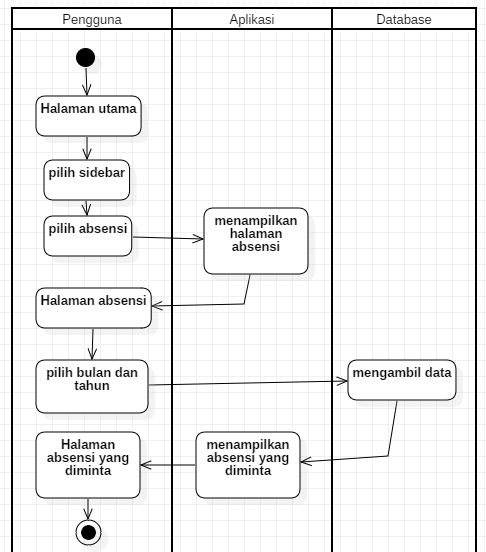 Pengguna
Aplikasi
Database
Halaman utama
pilih sidebar
pilih absensi
menampilkan
halaman
absensi
Halaman absensi
pilih bulan dan
tahun
mengambil data
Halaman
absensi yang
diminta
menampilkan
absensi yang
diminta